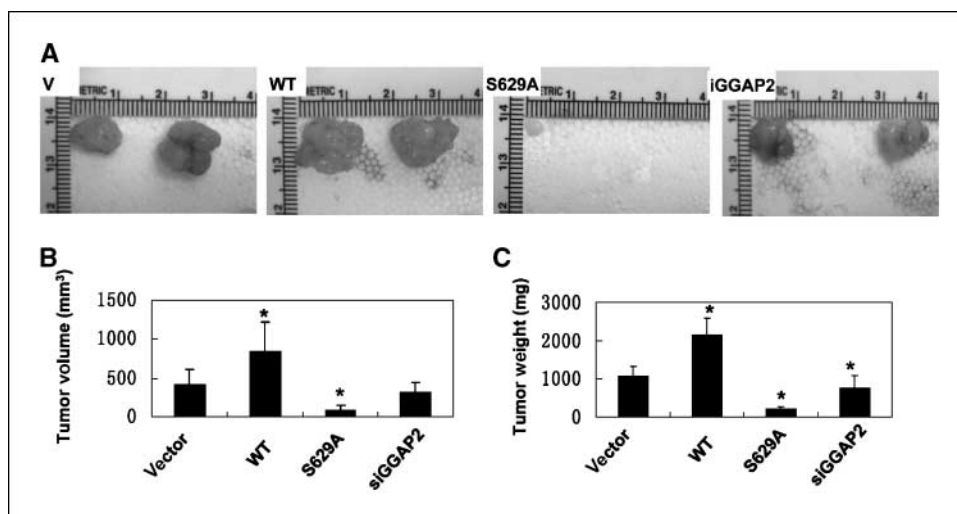 A
V
WT
S629A
iGGAP2
METRIC 1 2 3 4
ETRIC 1 2 3 4
ETRIC 1 2 3 4
ETRIC 1 2 3 4
B
C
Tumor volume (mm³)
1500
1000
500
0
*
*
Vector
WT
S629A
siGGAP2
Tumor weight (mg)
3000
2000
1000
0
*
*
*
Vector
WT
S629A
siGGAP2